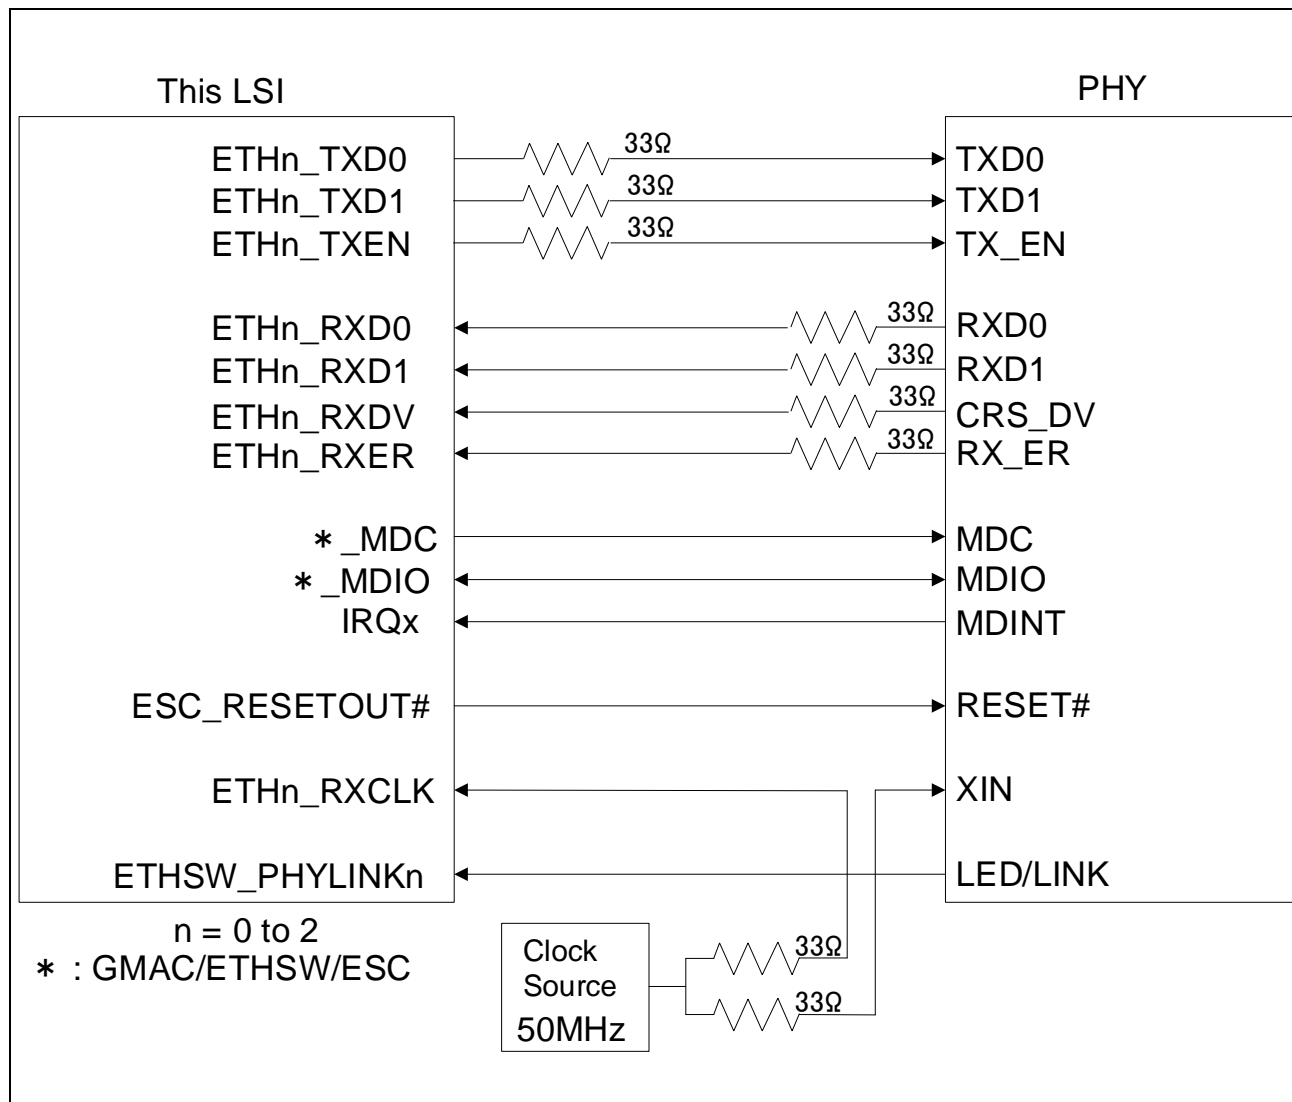 This LSI PHY
ETHn_TXD0 33Ω TXD0
ETHn_TXD1 33Ω TXD1
ETHn_TXEN 33Ω TX_EN
ETHn_RXD0 33Ω RXD0
ETHn_RXD1 33Ω RXD1
ETHn_RXDV 33Ω CRS_DV
ETHn_RXER 33Ω RX_ER
*_MDC MDC
*_MDIO MDIO
IRQx MDINT
ESC_RESETOUT# RESET#
ETHn_RXCLK XIN
ETHSW_PHYLINKn LED/LINK
n = 0 to 2
* : GMAC/ETHSW/ESC
Clock
Source
50MHz
33Ω
33Ω